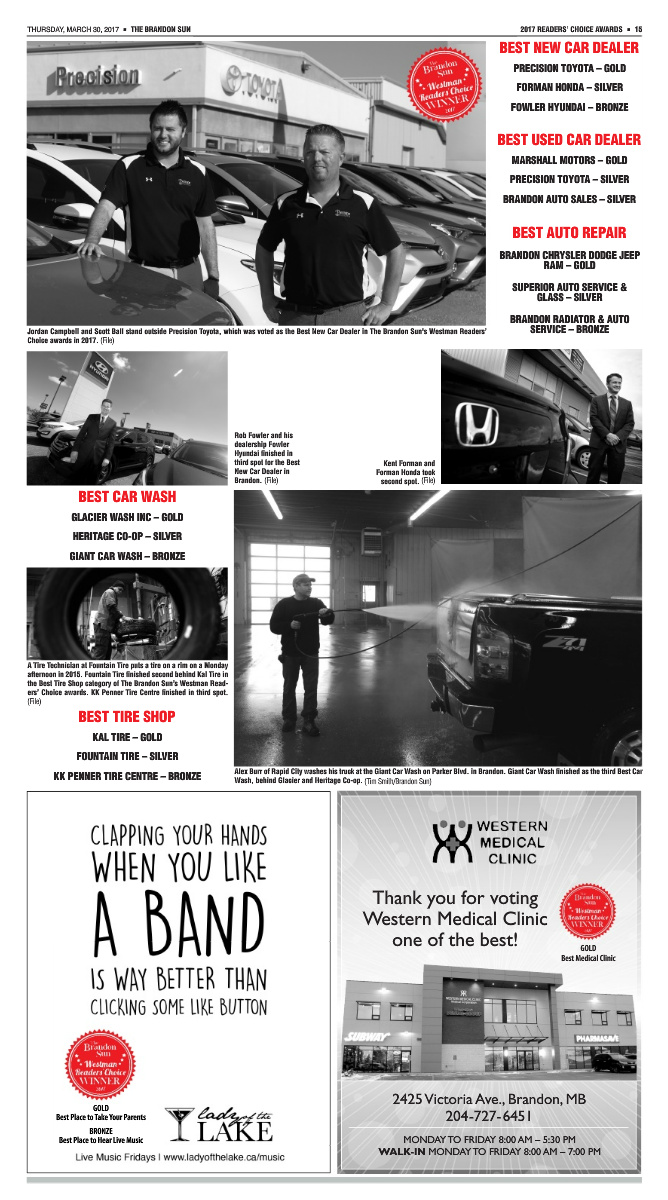 THURSDAY, MARCH 30, 2017 ▪ THE BRANDON SUN
2017 READERS' CHOICE AWARDS ▪ 15
Precision
TOYOTA
The
Brandon
Sun
Westman
Readers Choice
WINNER
2017
Jordan Campbell and Scott Ball stand outside Precision Toyota, which was voted as the Best New Car Dealer in The Brandon Sun's Westman Readers'
Choice awards in 2017. (File)
BEST NEW CAR DEALER
PRECISION TOYOTA – GOLD
FORMAN HONDA – SILVER
FOWLER HYUNDAI – BRONZE
BEST USED CAR DEALER
MARSHALL MOTORS – GOLD
PRECISION TOYOTA – SILVER
BRANDON AUTO SALES – SILVER
BEST AUTO REPAIR
BRANDON CHRYSLER DODGE JEEP
RAM – GOLD
SUPERIOR AUTO SERVICE &
GLASS – SILVER
BRANDON RADIATOR & AUTO
SERVICE – BRONZE
HYUNDAI
Rob Fowler and his
dealership Fowler
Hyundai finished in
third spot for the Best
New Car Dealer in
Brandon. (File)
Kent Forman and
Forman Honda took
second spot. (File)
BEST CAR WASH
GLACIER WASH INC – GOLD
HERITAGE CO-OP – SILVER
GIANT CAR WASH – BRONZE
A Tire Technician at Fountain Tire puts a tire on a rim on a Monday
afternoon in 2015. Fountain Tire finished second behind Kal Tire in
the Best Tire Shop category of The Brandon Sun's Westman Read-
ers' Choice awards. KK Penner Tire Centre finished in third spot.
(File)
BEST TIRE SHOP
KAL TIRE – GOLD
FOUNTAIN TIRE – SILVER
KK PENNER TIRE CENTRE – BRONZE
Z71
4X4
Alex Burr of Rapid City washes his truck at the Giant Car Wash on Parker Blvd. in Brandon. Giant Car Wash finished as the third Best Car
Wash, behind Glacier and Heritage Co-op. (Tim Smith/Brandon Sun)
CLAPPING YOUR HANDS
WHEN YOU LIKE
A BAND
IS WAY BETTER THAN
CLICKING SOME LIKE BUTTON
The
Brandon
Sun
Westman
Readers Choice
WINNER
2017
GOLD
Best Place to Take Your Parents
BRONZE
Best Place to Hear Live Music
lady of the
LAKE
Live Music Fridays | www.ladyofthelake.ca/music
WESTERN
MEDICAL
CLINIC
Thank you for voting
Western Medical Clinic
one of the best!
The
Brandon
Sun
Westman
Readers Choice
WINNER
2017
GOLD
Best Medical Clinic
WESTERN MEDICAL CLINIC
SUBWAY
PHARMASAVE
2425 Victoria Ave., Brandon, MB
204-727-6451
MONDAY TO FRIDAY 8:00 AM – 5:30 PM
WALK-IN MONDAY TO FRIDAY 8:00 AM – 7:00 PM